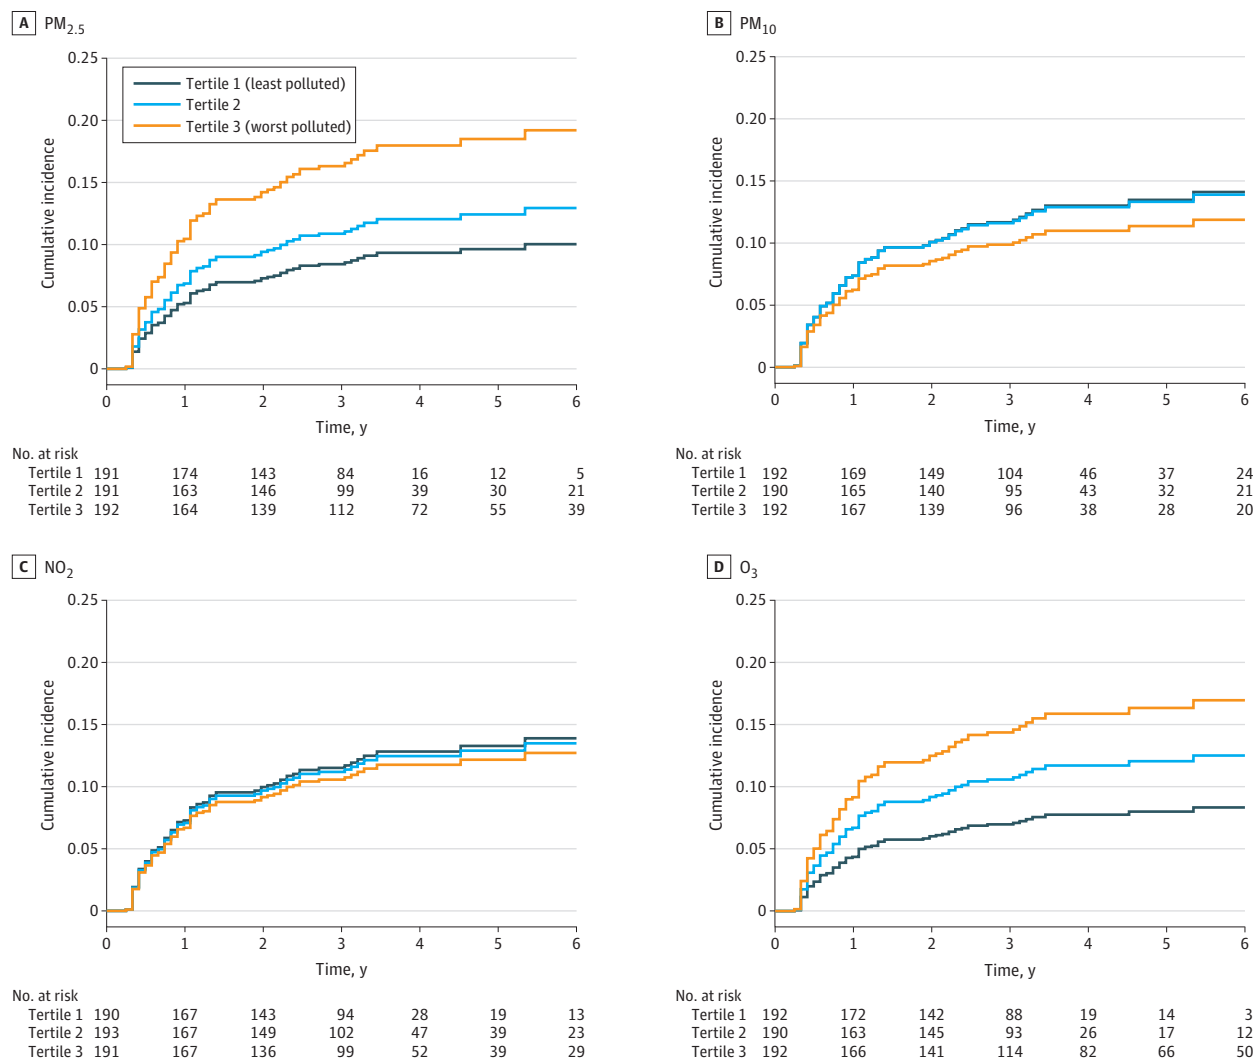 A PM2.5
0.25
0.20
0.15
0.10
0.05
0
Cumulative incidence
Tertile 1 (least polluted)
Tertile 2
Tertile 3 (worst polluted)
0 1 2 3 4 5 6
Time, y
No. at risk
Tertile 1 191 174 143 84 16 12 5
Tertile 2 191 163 146 99 39 30 21
Tertile 3 192 164 139 112 72 55 39
B PM10
0.25
0.20
0.15
0.10
0.05
0
Cumulative incidence
0 1 2 3 4 5 6
Time, y
No. at risk
Tertile 1 192 169 149 104 46 37 24
Tertile 2 190 165 140 95 43 32 21
Tertile 3 192 167 139 96 38 28 20
C NO2
0.25
0.20
0.15
0.10
0.05
0
Cumulative incidence
0 1 2 3 4 5 6
Time, y
No. at risk
Tertile 1 190 167 143 94 28 19 13
Tertile 2 193 167 149 102 47 39 23
Tertile 3 191 167 136 99 52 39 29
D O3
0.25
0.20
0.15
0.10
0.05
0
Cumulative incidence
0 1 2 3 4 5 6
Time, y
No. at risk
Tertile 1 192 172 142 88 19 14 3
Tertile 2 190 163 145 93 26 17 12
Tertile 3 192 166 141 114 82 66 50